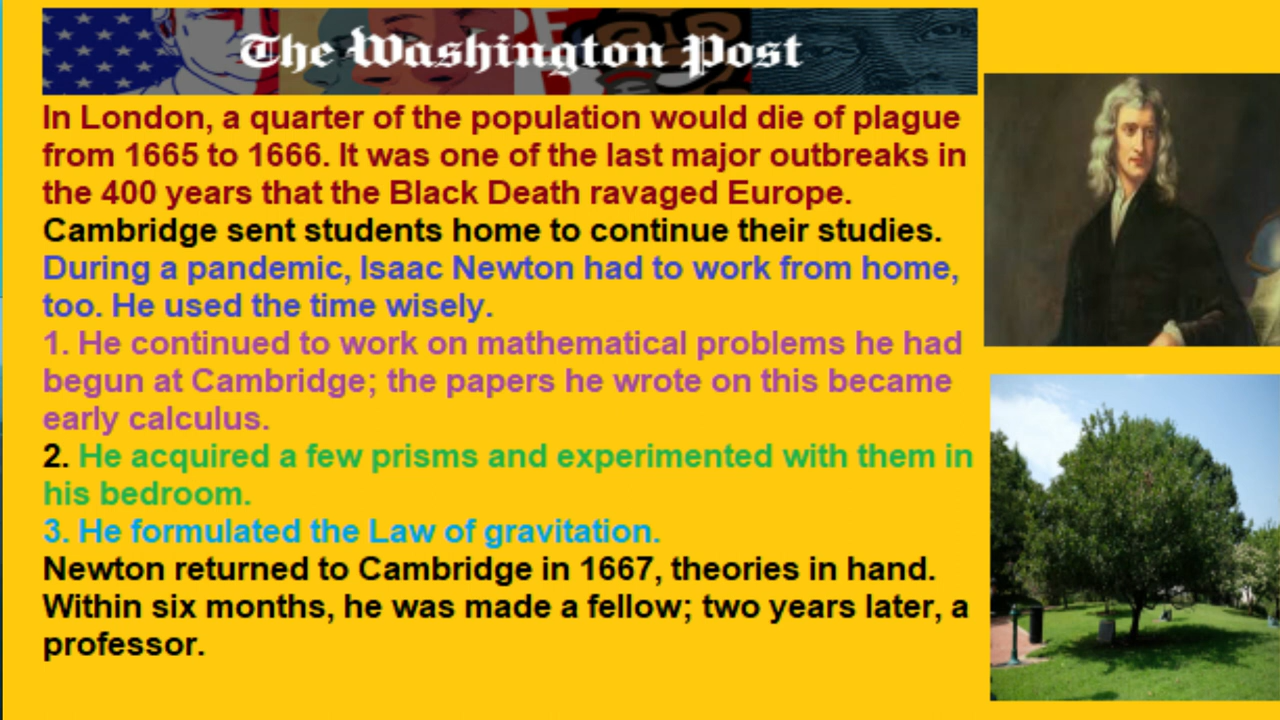 The Washington Post
In London, a quarter of the population would die of plague
from 1665 to 1666. It was one of the last major outbreaks in
the 400 years that the Black Death ravaged Europe.
Cambridge sent students home to continue their studies.
During a pandemic, Isaac Newton had to work from home,
too. He used the time wisely.
1. He continued to work on mathematical problems he had
begun at Cambridge; the papers he wrote on this became
early calculus.
2. He acquired a few prisms and experimented with them in
his bedroom.
3. He formulated the Law of gravitation.
Newton returned to Cambridge in 1667, theories in hand.
Within six months, he was made a fellow; two years later, a
professor.